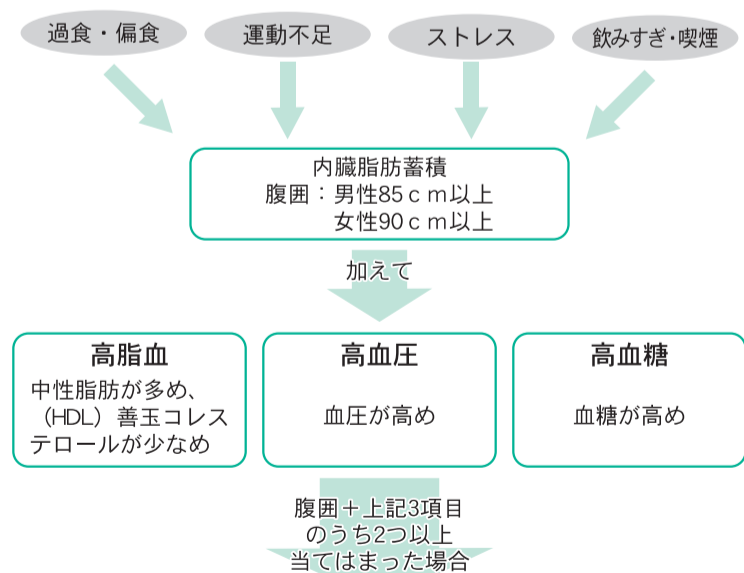 過食・偏食
運動不足
ストレス
飲みすぎ・喫煙
内臓脂肪蓄積
腹囲：男性85ｃｍ以上
女性90ｃｍ以上
加えて
高脂血
中性脂肪が多め、
（HDL）善玉コレス
テロールが少なめ
高血圧
血圧が高め
高血糖
血糖が高め
腹囲＋上記3項目
のうち2つ以上
当てはまった場合